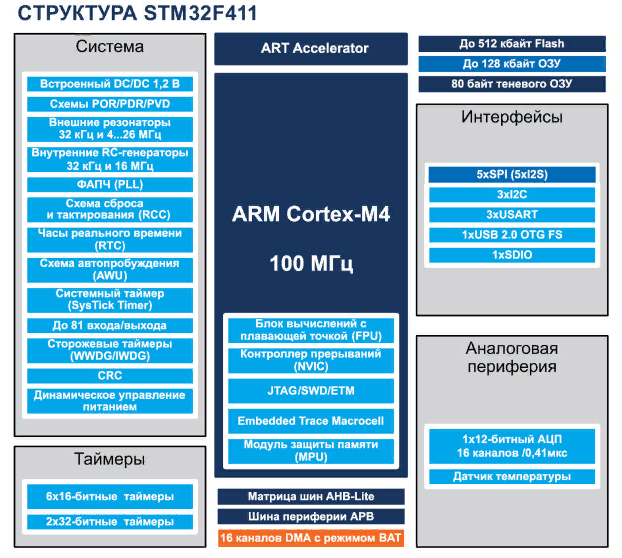 СТРУКТУРА STM32F411
Система
Встроенный DC/DC 1,2 В
Схемы POR/PDR/PVD
Внешние резонаторы
32 кГц и 4...26 МГц
Внутренние RC-генераторы
32 кГц и 16 МГц
ФАПЧ (PLL)
Схема сброса
и тактирования (RCC)
Часы реального времени
(RTC)
Схема автопробуждения
(AWU)
Системный таймер
(SysTick Timer)
До 81 входа/выхода
Сторожевые таймеры
(WWDG/IWDG)
CRC
Динамическое управление
питанием
Таймеры
6x16-битные таймеры
2x32-битные таймеры
ART Accelerator
ARM Cortex-M4
100 МГц
Блок вычислений с
плавающей точкой (FPU)
Контроллер прерываний
(NVIC)
JTAG/SWD/ETM
Embedded Trace Macrocell
Модуль защиты памяти
(MPU)
Матрица шин AHB-Lite
Шина периферии APB
16 каналов DMA с режимом BAT
До 512 кбайт Flash
До 128 кбайт ОЗУ
80 байт теневого ОЗУ
Интерфейсы
5xSPI (5xI2S)
3xI2C
3xUSART
1xUSB 2.0 OTG FS
1xSDIO
Аналоговая
периферия
1x12-битный АЦП
16 каналов /0,41мкс
Датчик температуры